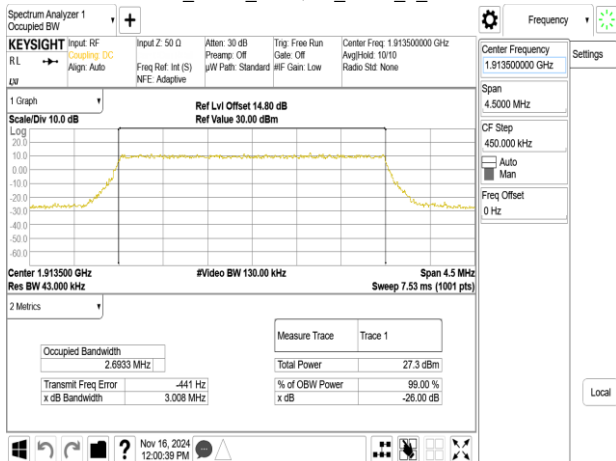 Spectrum Analyzer 1
Occupied BW
Frequency
KEYSIGHT
RL
LXI
Input: RF
Coupling: DC
Align: Auto
Input Z: 50 Ω
Freq Ref: Int (S)
NFE: Adaptive
Atten: 30 dB
Preamp: Off
µW Path: Standard
Trig: Free Run
Gate: Off
#IF Gain: Low
Center Freq: 1.913500000 GHz
Avg|Hold: 10/10
Radio Std: None
Center Frequency
1.913500000 GHz
Settings
Span
4.5000 MHz
CF Step
450.000 kHz
Auto
Man
Freq Offset
0 Hz
Local
1 Graph
Scale/Div 10.0 dB
Ref Lvl Offset 14.80 dB
Ref Value 30.00 dBm
Log
20.0
10.0
0.00
-10.0
-20.0
-30.0
-40.0
-50.0
-60.0
Center 1.913500 GHz
#Video BW 130.00 kHz
Span 4.5 MHz
Res BW 43.000 kHz
Sweep 7.53 ms (1001 pts)
2 Metrics
Measure Trace Trace 1
Occupied Bandwidth
2.6933 MHz
Total Power 27.3 dBm
Transmit Freq Error -441 Hz
% of OBW Power 99.00 %
x dB Bandwidth 3.008 MHz
x dB -26.00 dB
?
Nov 16, 2024
12:00:39 PM